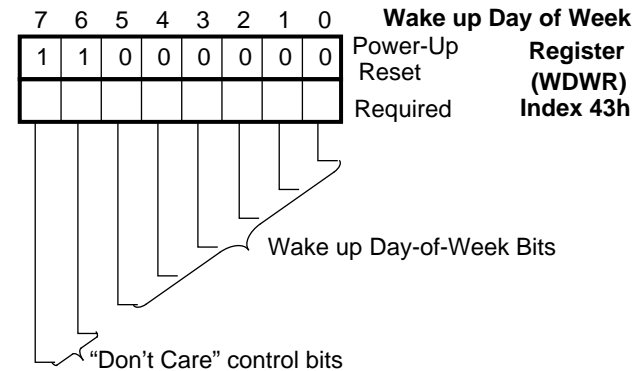 7 6 5 4 3 2 1 0 Wake up Day of Week
Register
(WDWR)
Index 43h
1 1 0 0 0 0 0 0 Power-Up
Reset
Required
Wake up Day-of-Week Bits
“Don’t Care” control bits